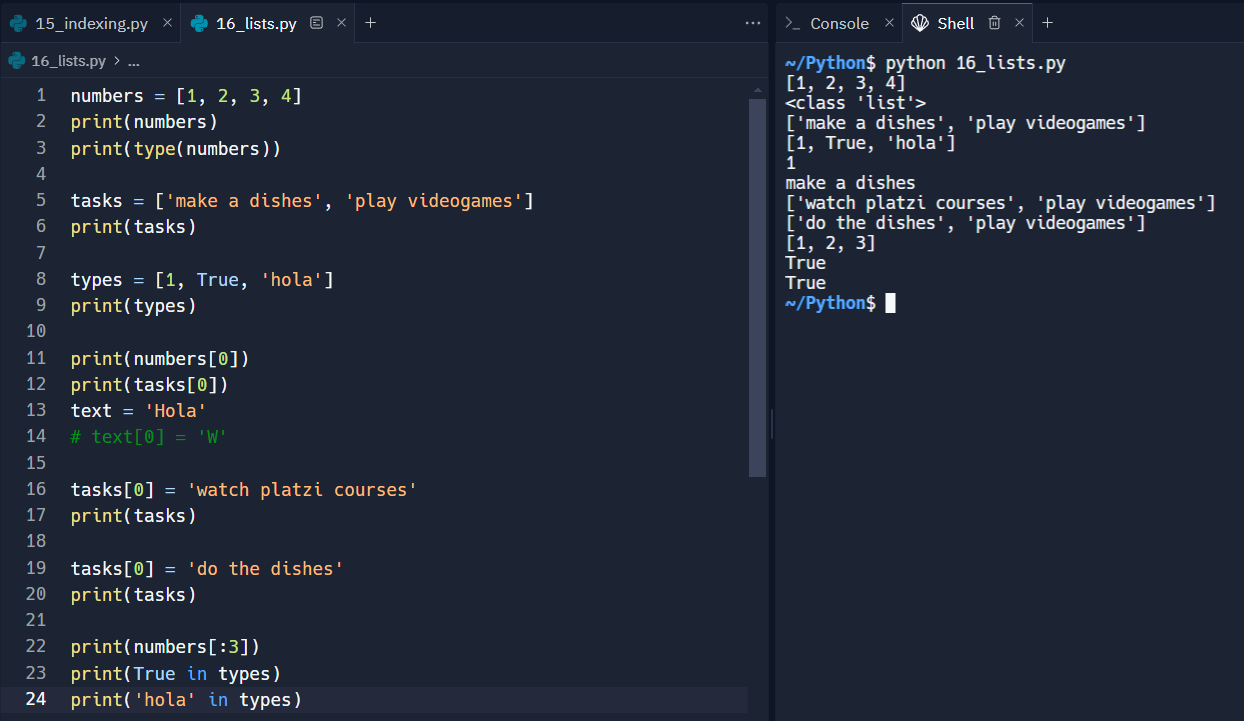 15_indexing.py × 16_lists.py × + ...
16_lists.py > ...
1 numbers = [1, 2, 3, 4]
2 print(numbers)
3 print(type(numbers))
4
5 tasks = ['make a dishes', 'play videogames']
6 print(tasks)
7
8 types = [1, True, 'hola']
9 print(types)
10
11 print(numbers[0])
12 print(tasks[0])
13 text = 'Hola'
14 # text[0] = 'W'
15
16 tasks[0] = 'watch platzi courses'
17 print(tasks)
18
19 tasks[0] = 'do the dishes'
20 print(tasks)
21
22 print(numbers[:3])
23 print(True in types)
24 print('hola' in types)
>_ Console × Shell × +
~/Python$ python 16_lists.py
[1, 2, 3, 4]
<class 'list'>
['make a dishes', 'play videogames']
[1, True, 'hola']
1
make a dishes
['watch platzi courses', 'play videogames']
['do the dishes', 'play videogames']
[1, 2, 3]
True
True
~/Python$